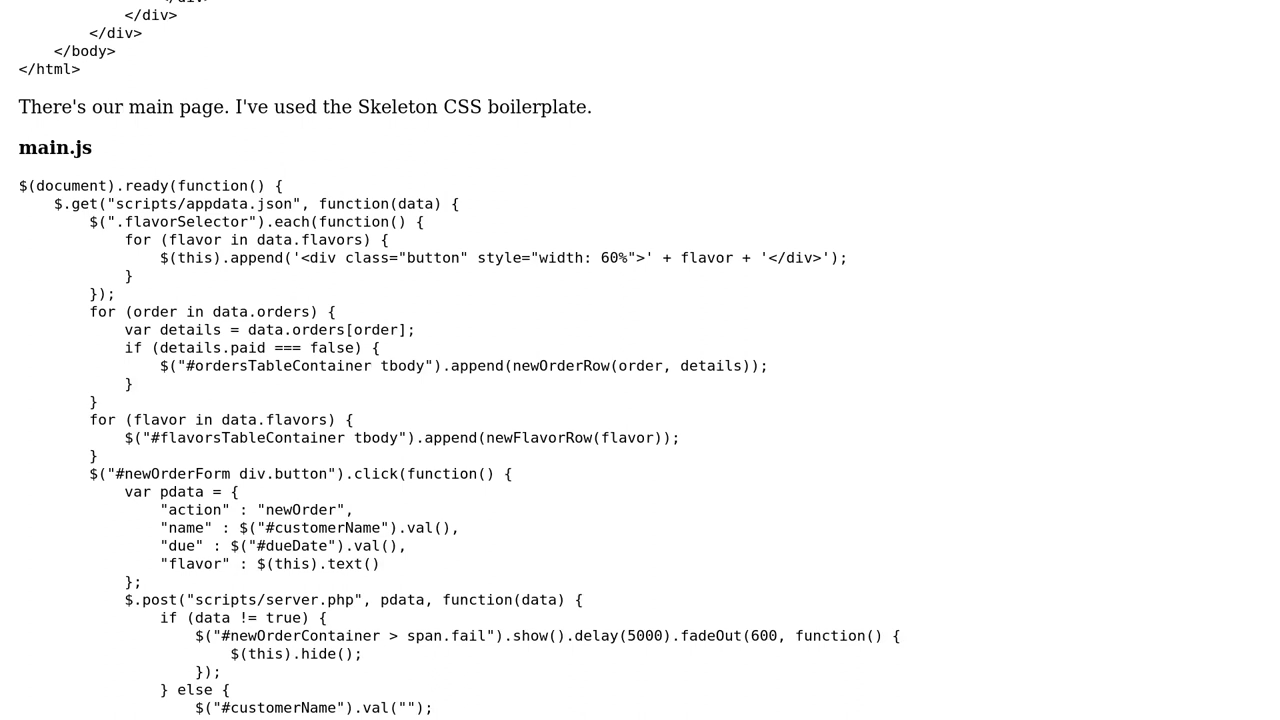 </div>
</div>
</div>
</body>
</html>
There's our main page. I've used the Skeleton CSS boilerplate.
main.js
$(document).ready(function() {
    $.get("scripts/appdata.json", function(data) {
        $(".flavorSelector").each(function() {
            for (flavor in data.flavors) {
                $(this).append('<div class="button" style="width: 60%">' + flavor + '</div>');
            }
        });
        for (order in data.orders) {
            var details = data.orders[order];
            if (details.paid === false) {
                $("#ordersTableContainer tbody").append(newOrderRow(order, details));
            }
        }
        for (flavor in data.flavors) {
            $("#flavorsTableContainer tbody").append(newFlavorRow(flavor));
        }
        $("#newOrderForm div.button").click(function() {
            var pdata = {
                "action" : "newOrder",
                "name" : $("#customerName").val(),
                "due" : $("#dueDate").val(),
                "flavor" : $(this).text()
            };
            $.post("scripts/server.php", pdata, function(data) {
                if (data != true) {
                    $("#newOrderContainer > span.fail").show().delay(5000).fadeOut(600, function() {
                        $(this).hide();
                    });
                } else {
                    $("#customerName").val("");